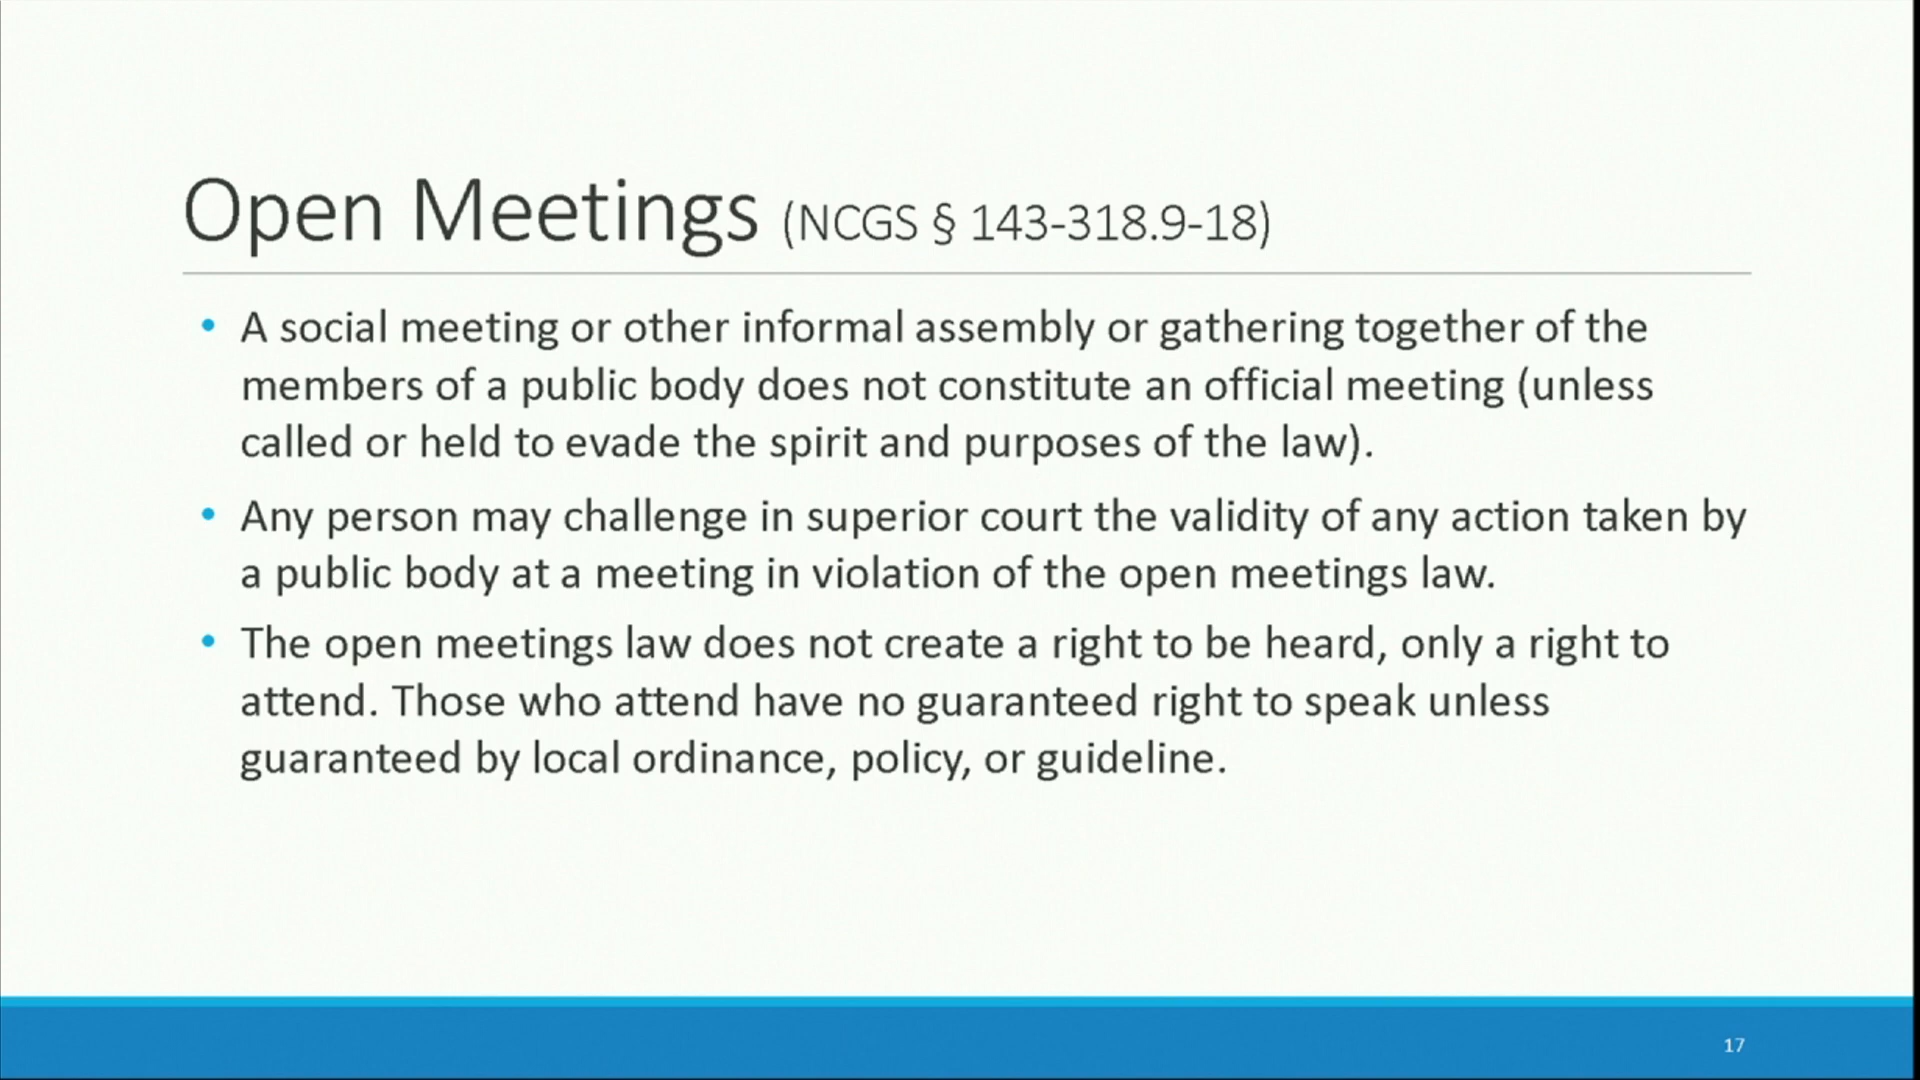 Open Meetings (NCGS § 143-318.9-18)
• A social meeting or other informal assembly or gathering together of the
members of a public body does not constitute an official meeting (unless
called or held to evade the spirit and purposes of the law).
• Any person may challenge in superior court the validity of any action taken by
a public body at a meeting in violation of the open meetings law.
• The open meetings law does not create a right to be heard, only a right to
attend. Those who attend have no guaranteed right to speak unless
guaranteed by local ordinance, policy, or guideline.
17